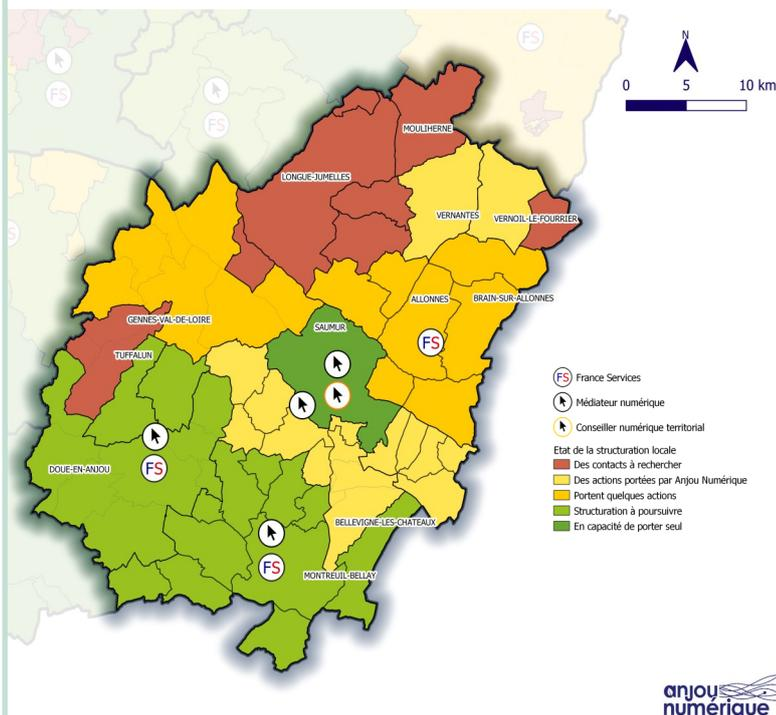 N
0 5 10 km
FS
FS
FS
MOULIHERNE
LONGUE-JUMELLES
VERNANTES
VERNOIL-LE-FOURRIER
ALLONNES
BRAIN-SUR-ALLONNES
GENNES-VAL-DE-LOIRE
SAUMUR
TUFFALUN
FS
DOUE-EN-ANJOU
FS
BELLEVIGNE-LES-CHATEAUX
FS
MONTREUIL-BELLAY
FS France Services
Médiateur numérique
Conseiller numérique territorial
Etat de la structuration locale
Des contacts à rechercher
Des actions portées par Anjou Numérique
Portent quelques actions
Structuration à poursuivre
En capacité de porter seul
anjou
numérique